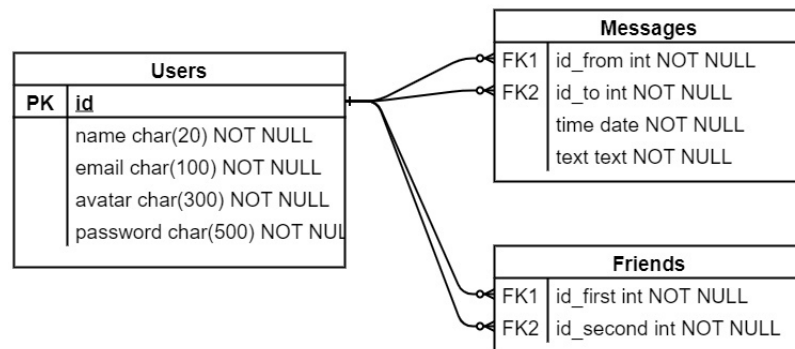 Users
PK id
name char(20) NOT NULL
email char(100) NOT NULL
avatar char(300) NOT NULL
password char(500) NOT NUL
Messages
FK1 id_from int NOT NULL
FK2 id_to int NOT NULL
time date NOT NULL
text text NOT NULL
Friends
FK1 id_first int NOT NULL
FK2 id_second int NOT NULL